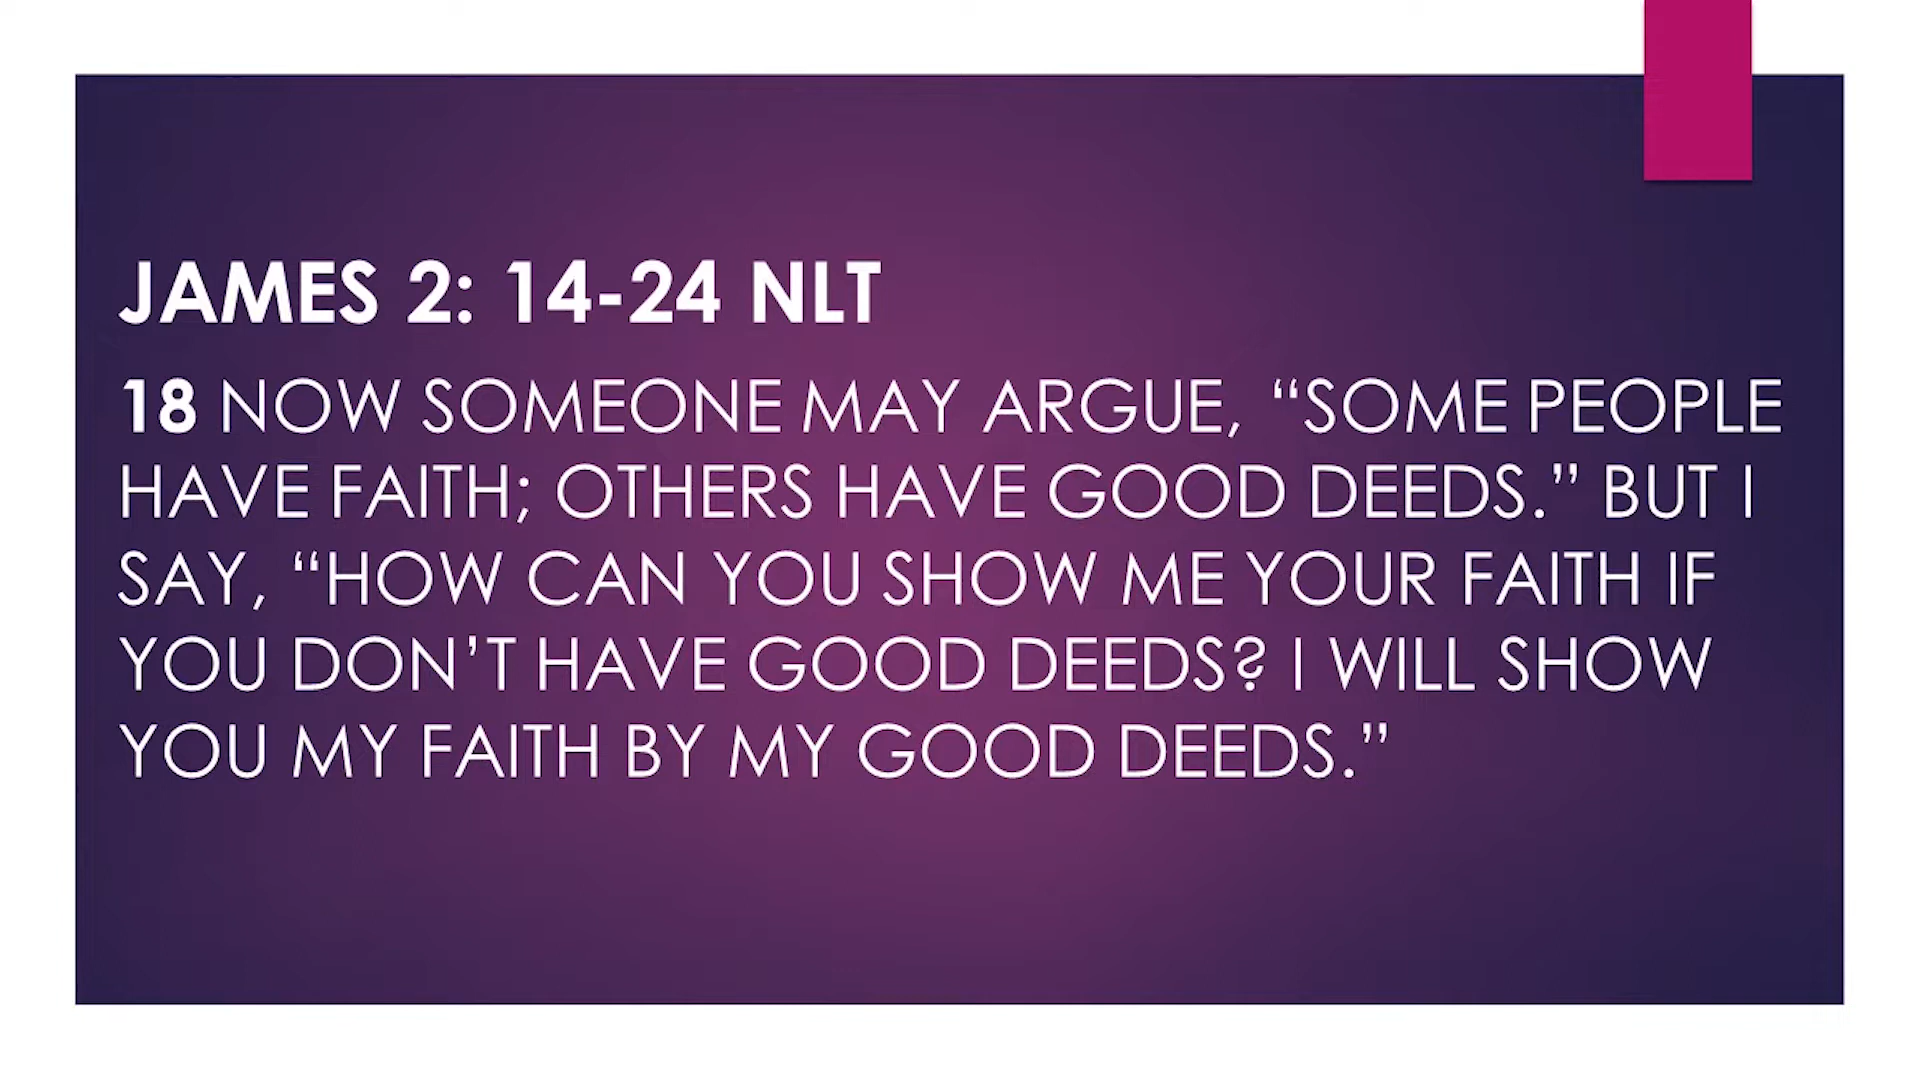 JAMES 2: 14-24 NLT
18 NOW SOMEONE MAY ARGUE, “SOME PEOPLE
HAVE FAITH; OTHERS HAVE GOOD DEEDS.” BUT I
SAY, “HOW CAN YOU SHOW ME YOUR FAITH IF
YOU DON’T HAVE GOOD DEEDS? I WILL SHOW
YOU MY FAITH BY MY GOOD DEEDS.”